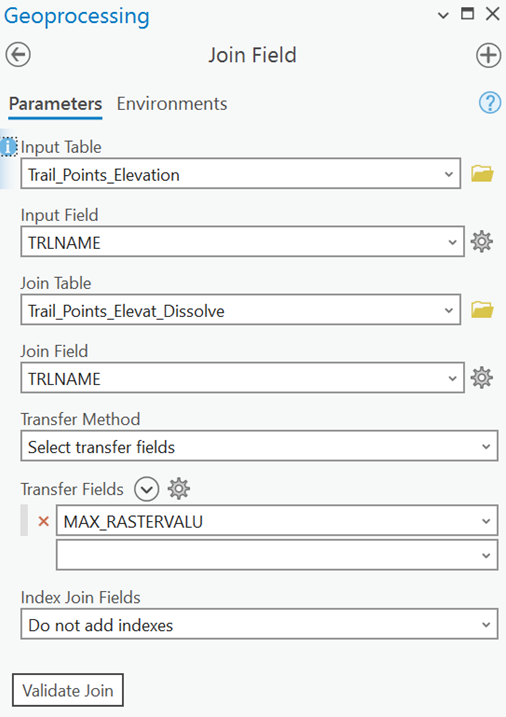 Geoprocessing
Join Field
Parameters Environments
Input Table
Trail_Points_Elevation
Input Field
TRLNAME
Join Table
Trail_Points_Elevat_Dissolve
Join Field
TRLNAME
Transfer Method
Select transfer fields
Transfer Fields
MAX_RASTERVALU
Index Join Fields
Do not add indexes
Validate Join